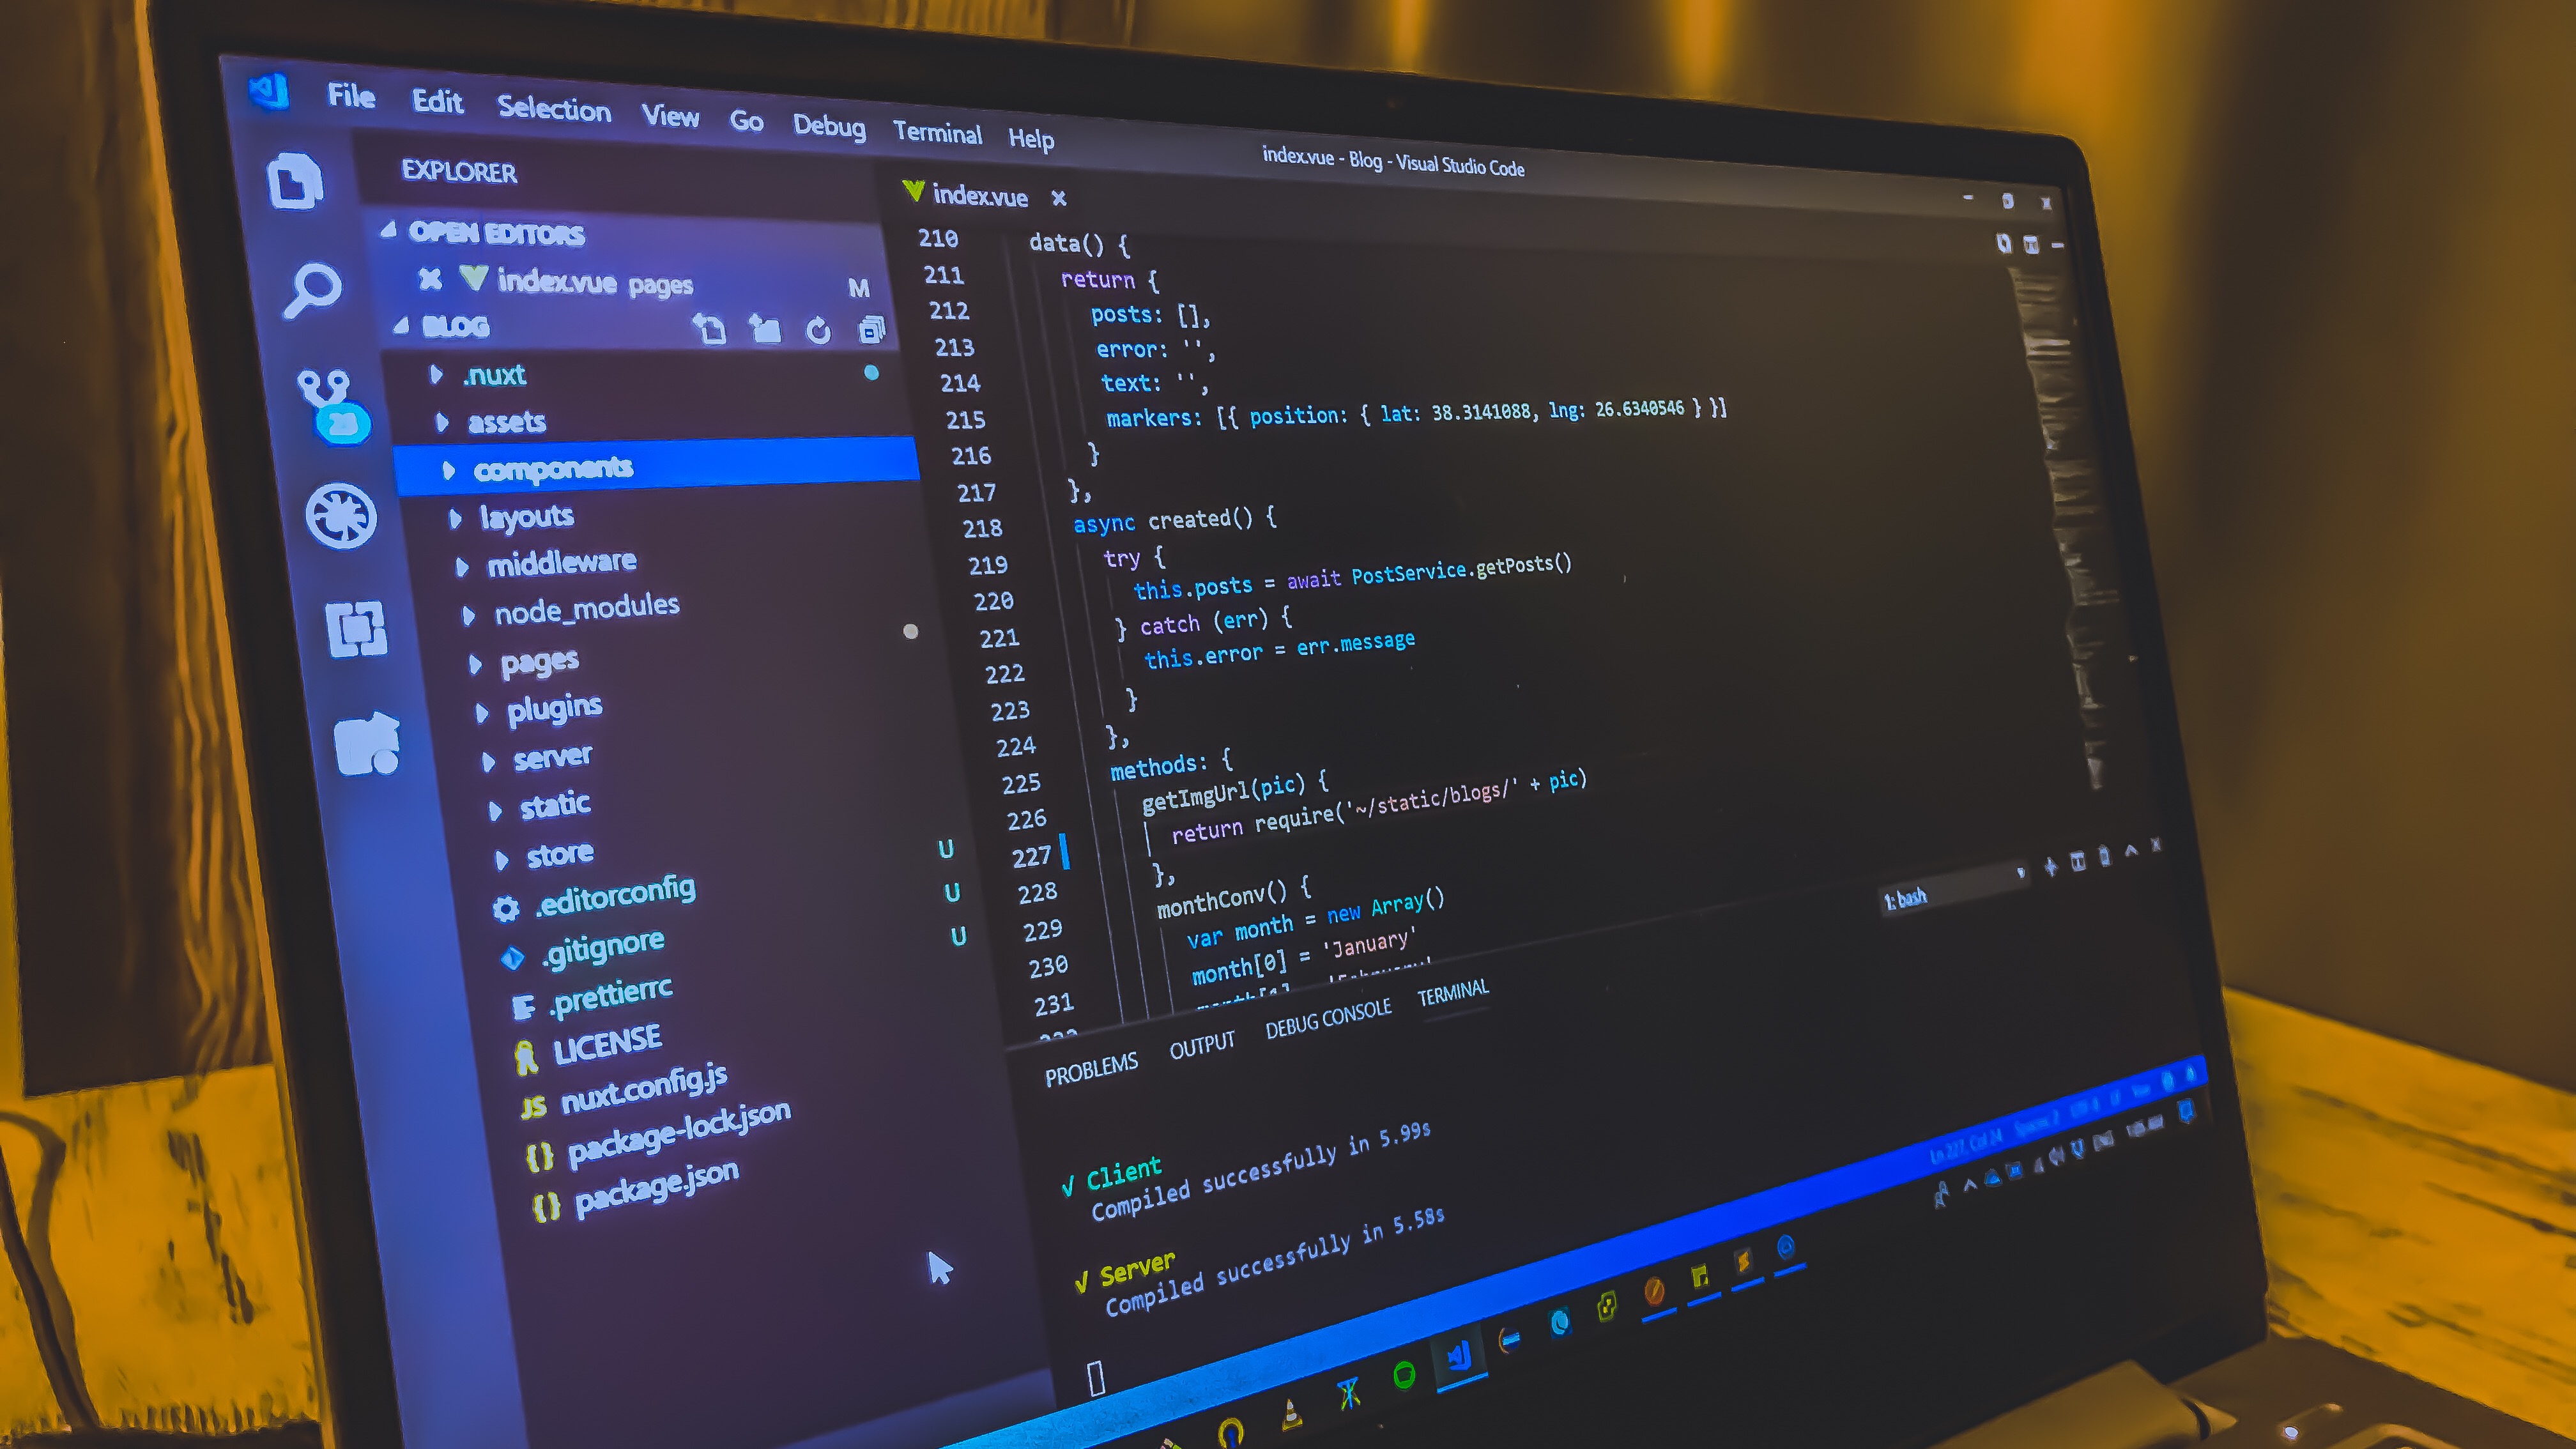 File Edit Selection View Go Debug Terminal Help
index.vue - Blog - Visual Studio Code
EXPLORER
OPEN EDITORS
index.vue pages M
BLOG
.nuxt
assets
components
layouts
middleware
node_modules
pages
plugins
server
static
store
.editorconfig U
.gitignore U
.prettierrc U
LICENSE
JS nuxt.config.js
{} package-lock.json
{} package.json
index.vue
210 data() {
211 return {
212 posts: [],
213 error: '',
214 text: '',
215 markers: [{ position: { lat: 38.3141088, lng: 26.6340546 } }]
216 }
217 },
218 async created() {
219 try {
220 this.posts = await PostService.getPosts()
221 } catch (err) {
222 this.error = err.message
223 }
224 },
225 methods: {
226 getImgUrl(pic) {
227 return require('~/static/blogs/' + pic)
228 },
229 monthConv() {
230 var month = new Array()
231 month[0] = 'January'
PROBLEMS OUTPUT DEBUG CONSOLE TERMINAL
1: bash
√ Client
Compiled successfully in 5.99s
√ Server
Compiled successfully in 5.58s
Ln 227, Col 24